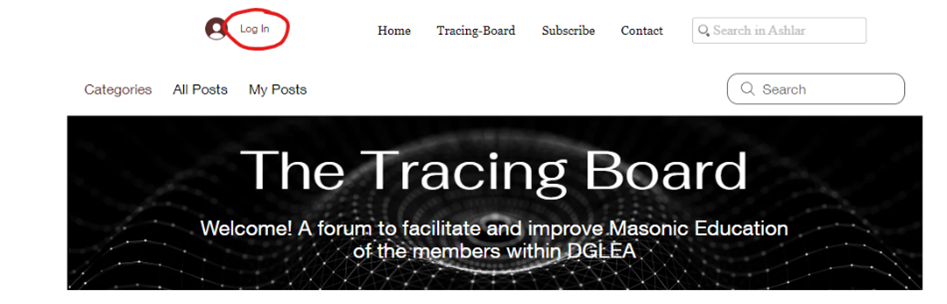 Log In
Home Tracing-Board Subscribe Contact Search in Ashlar
Categories All Posts My Posts Search
The Tracing Board
Welcome! A forum to facilitate and improve Masonic Education
of the members within DGLEA